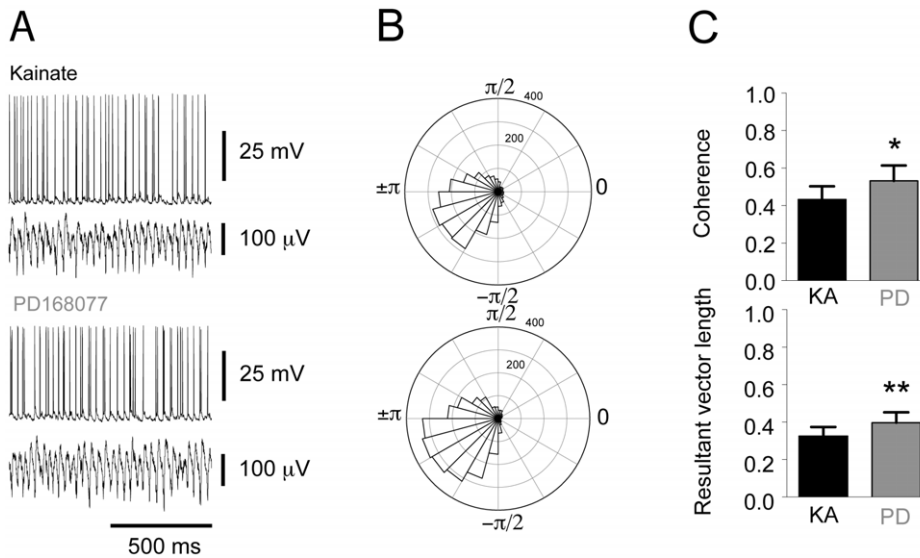 A
Kainate
25 mV
100 μV
PD168077
25 mV
100 μV
500 ms
B
π/2
400
200
±π
0
−π/2
π/2
400
200
±π
0
−π/2
C
Coherence
1.0
0.8
0.6
0.4
0.2
0.0
*
KA
PD
Resultant vector length
1.0
0.8
0.6
0.4
0.2
0.0
**
KA
PD